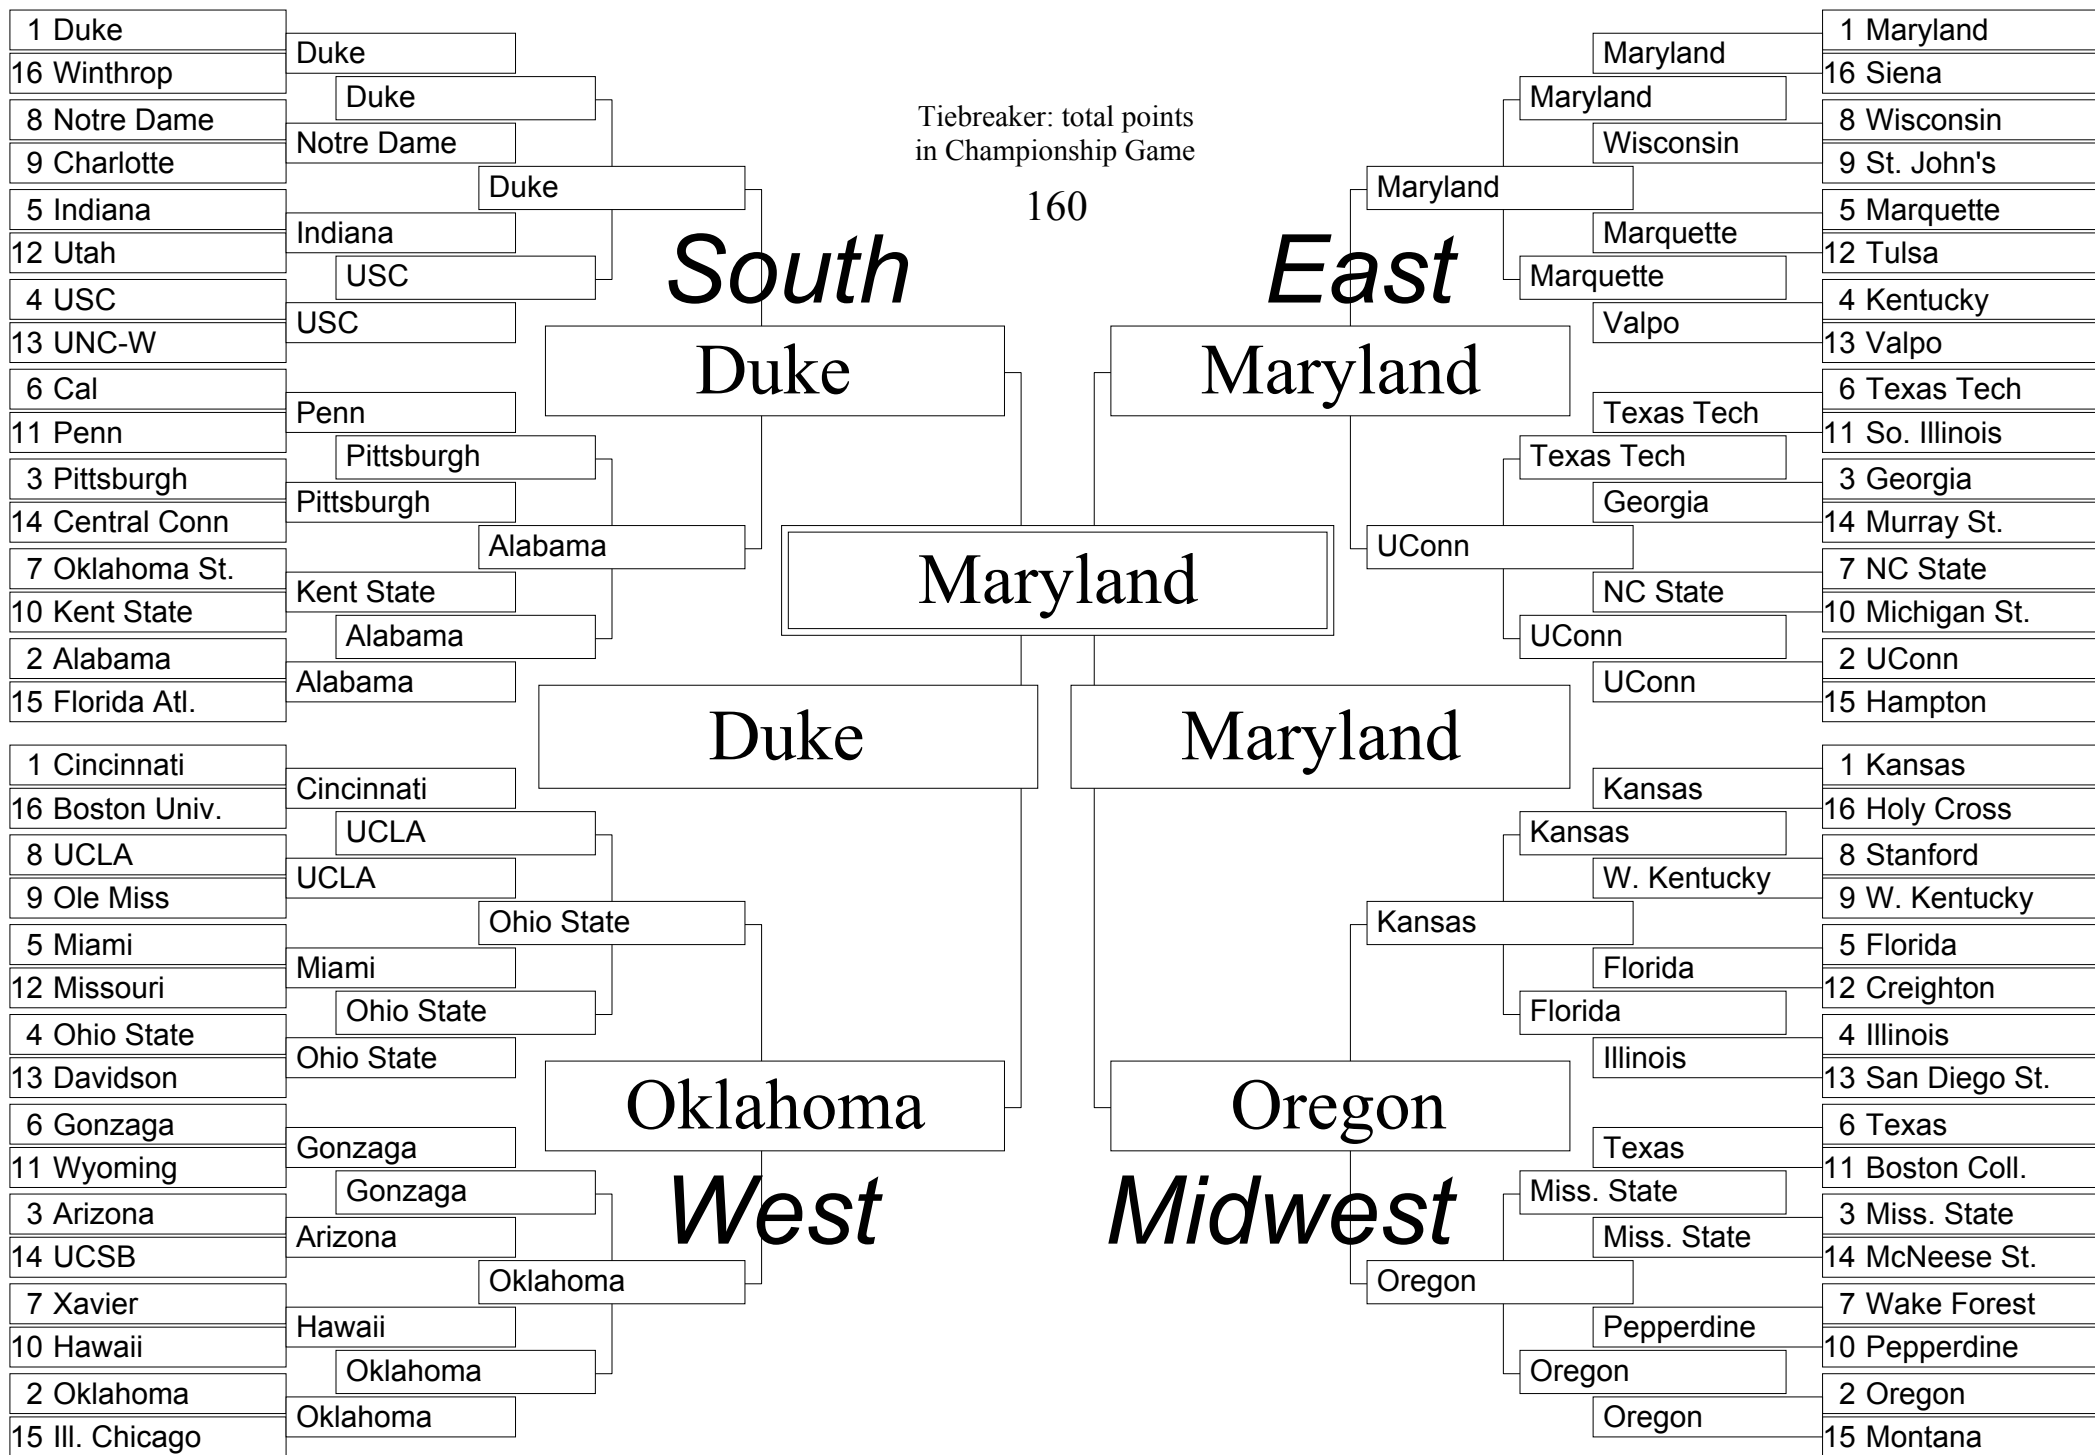 1 Duke
16 Winthrop
8 Notre Dame
9 Charlotte
5 Indiana
12 Utah
4 USC
13 UNC-W
6 Cal
11 Penn
3 Pittsburgh
14 Central Conn
7 Oklahoma St.
10 Kent State
2 Alabama
15 Florida Atl.
Duke
Notre Dame
Indiana
USC
Penn
Pittsburgh
Kent State
Alabama
Duke
USC
Pittsburgh
Alabama
Duke
Alabama
South
Duke
1 Cincinnati
16 Boston Univ.
8 UCLA
9 Ole Miss
5 Miami
12 Missouri
4 Ohio State
13 Davidson
6 Gonzaga
11 Wyoming
3 Arizona
14 UCSB
7 Xavier
10 Hawaii
2 Oklahoma
15 Ill. Chicago
Cincinnati
UCLA
Miami
Ohio State
Gonzaga
Arizona
Hawaii
Oklahoma
UCLA
Ohio State
Gonzaga
Oklahoma
Ohio State
Oklahoma
Oklahoma
West
Tiebreaker: total points
in Championship Game
160
Maryland
Duke
Maryland
East
Maryland
Maryland
UConn
Maryland
Marquette
Texas Tech
UConn
Maryland
Wisconsin
Marquette
Valpo
Texas Tech
Georgia
NC State
UConn
1 Maryland
16 Siena
8 Wisconsin
9 St. John's
5 Marquette
12 Tulsa
4 Kentucky
13 Valpo
6 Texas Tech
11 So. Illinois
3 Georgia
14 Murray St.
7 NC State
10 Michigan St.
2 UConn
15 Hampton
Oregon
Midwest
Kansas
Oregon
Kansas
Florida
Miss. State
Oregon
Kansas
W. Kentucky
Florida
Illinois
Texas
Miss. State
Pepperdine
Oregon
1 Kansas
16 Holy Cross
8 Stanford
9 W. Kentucky
5 Florida
12 Creighton
4 Illinois
13 San Diego St.
6 Texas
11 Boston Coll.
3 Miss. State
14 McNeese St.
7 Wake Forest
10 Pepperdine
2 Oregon
15 Montana